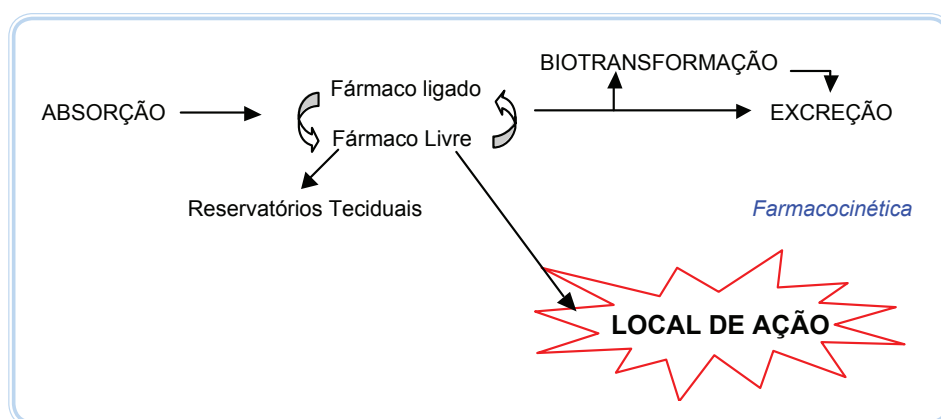 BIOTRANSFORMAÇÃO
Fármaco ligado
ABSORÇÃO
EXCREÇÃO
Fármaco Livre
Reservatórios Teciduais
Farmacocinética
LOCAL DE AÇÃO